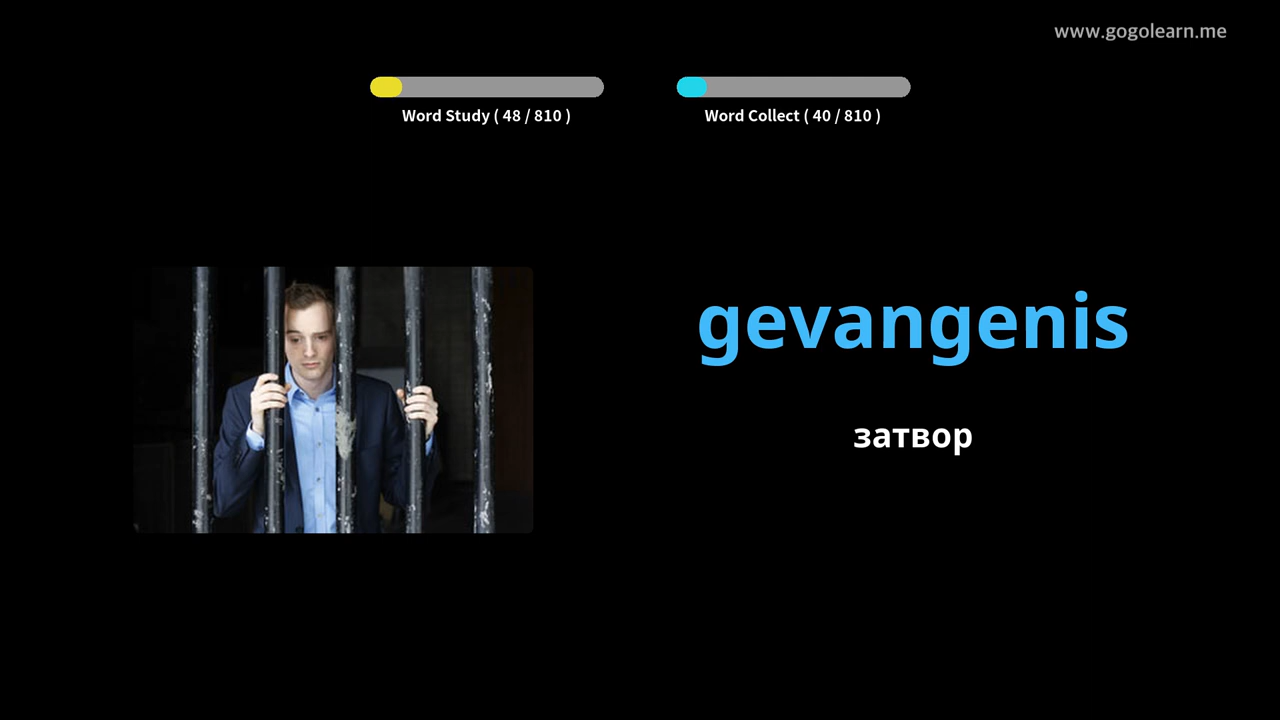 www.gogolearn.me
Word Study ( 48 / 810 )
Word Collect ( 40 / 810 )
gevangenis
затвор